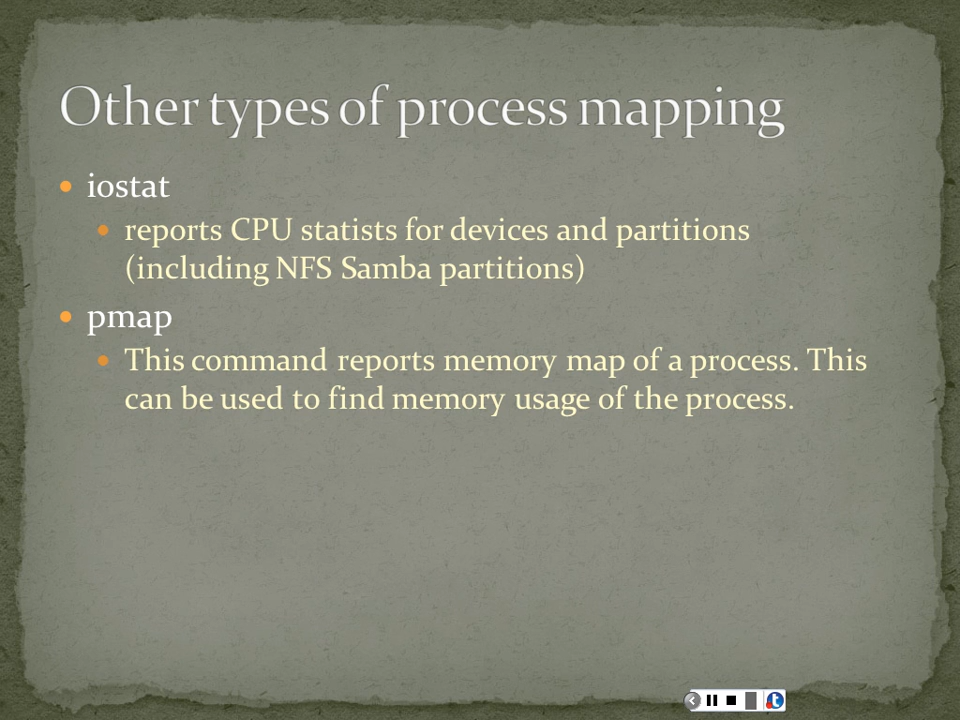 Other types of process mapping
iostat
reports CPU statists for devices and partitions
(including NFS Samba partitions)
pmap
This command reports memory map of a process. This
can be used to find memory usage of the process.
t